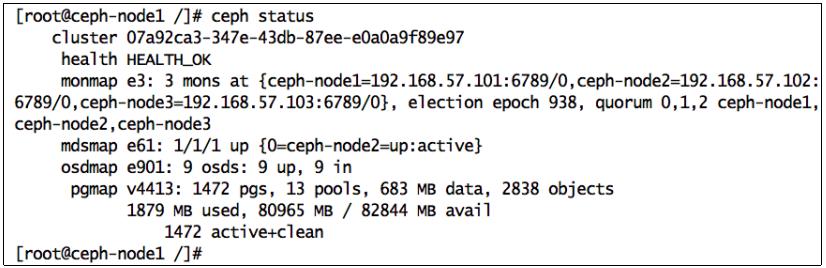 [root@ceph-node1 /]# ceph status
cluster 07a92ca3-347e-43db-87ee-e0a0a9f89e97
health HEALTH_OK
monmap e3: 3 mons at {ceph-node1=192.168.57.101:6789/0,ceph-node2=192.168.57.102:
6789/0,ceph-node3=192.168.57.103:6789/0}, election epoch 938, quorum 0,1,2 ceph-node1,
ceph-node2,ceph-node3
mdsmap e61: 1/1/1 up {0=ceph-node2=up:active}
osdmap e901: 9 osds: 9 up, 9 in
pgmap v4413: 1472 pgs, 13 pools, 683 MB data, 2838 objects
1879 MB used, 80965 MB / 82844 MB avail
1472 active+clean
[root@ceph-node1 /]#